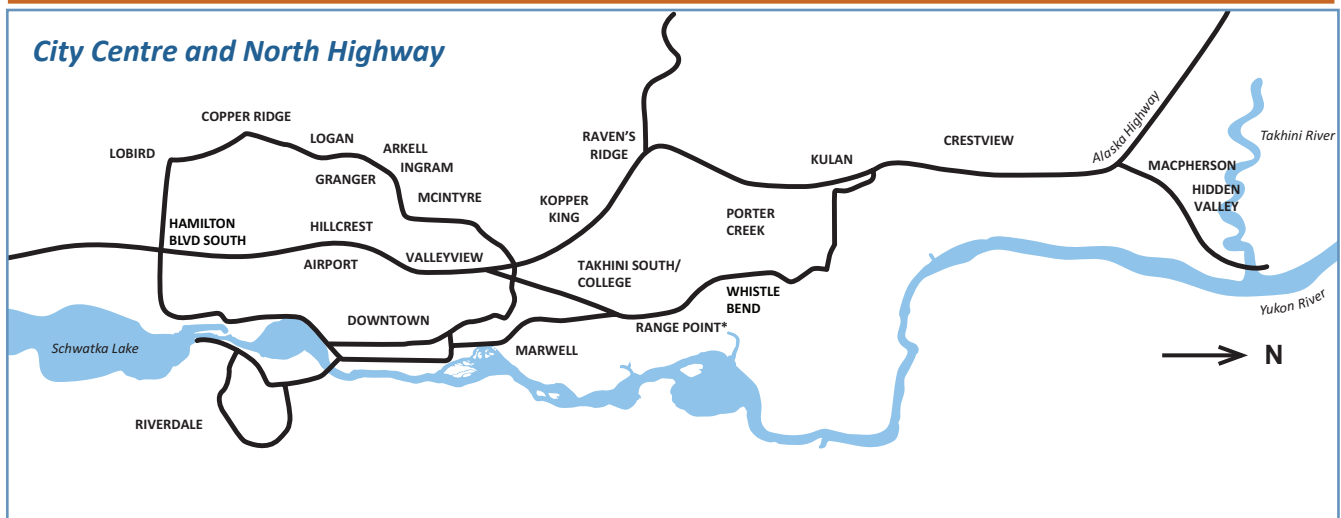 City Centre and North Highway
COPPER RIDGE
LOGAN
LOBIRD
ARKELL
INGRAM
GRANGER
MCINTYRE
HAMILTON
BLVD SOUTH
HILLCREST
AIRPORT
VALLEYVIEW
KOPPER
KING
RAVEN'S
RIDGE
KULAN
CRESTVIEW
Alaska Highway
Takhini River
MACPHERSON
HIDDEN
VALLEY
PORTER
CREEK
TAKHINI SOUTH/
COLLEGE
WHISTLE
BEND
RANGE POINT*
Yukon River
DOWNTOWN
MARWELL
Schwatka Lake
RIVERDALE
N